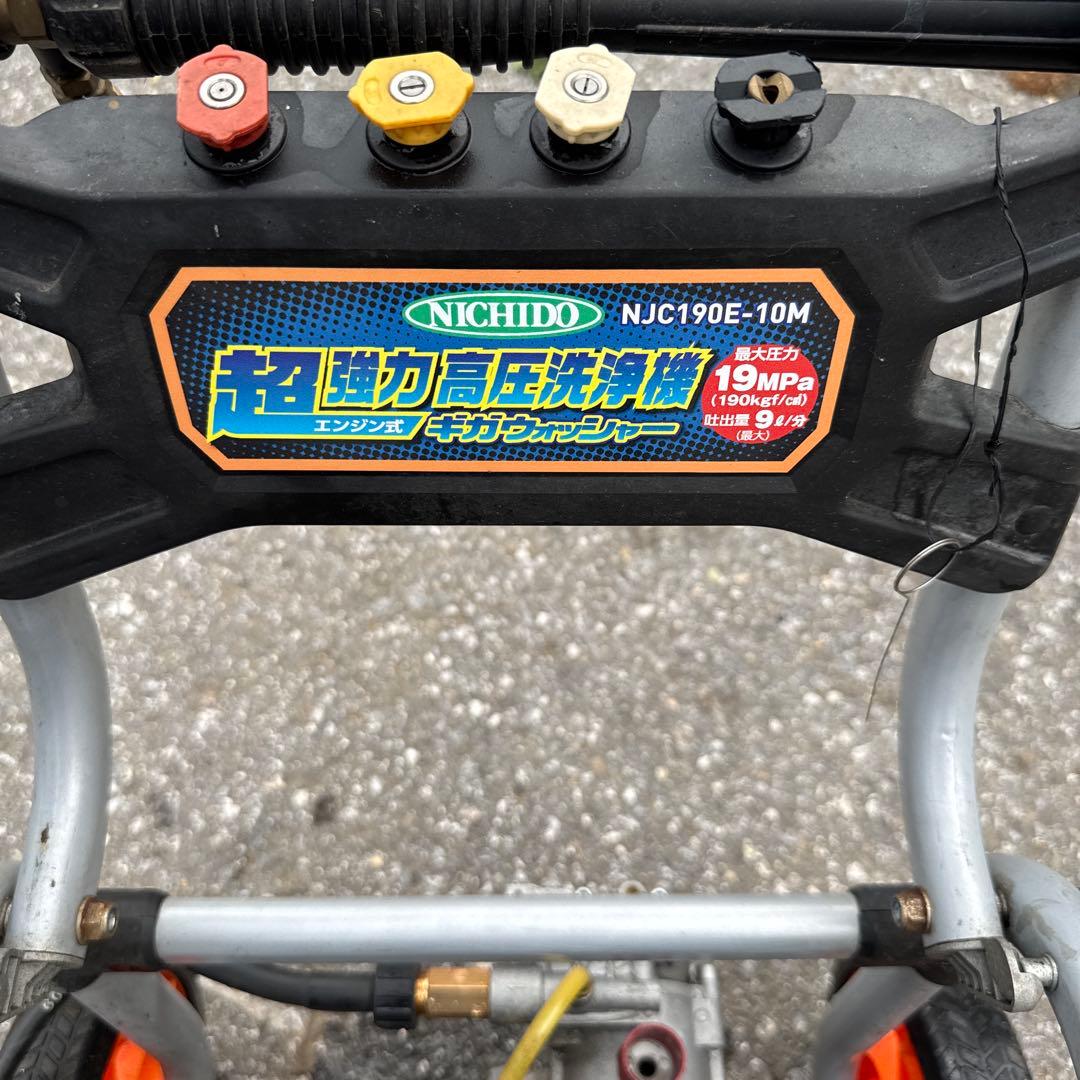 NICHIDO NJC190E-10M
超強力高圧洗浄機
エンジン式 ギガウォッシャー
最大圧力
19MPa
(190kgf/c㎡)
吐出量 9ℓ/分
(最大)